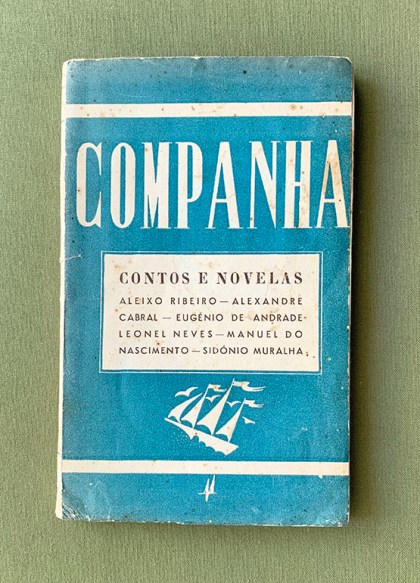 COMPANHA
CONTOS E NOVELAS
ALEIXO RIBEIRO — ALEXANDRE
CABRAL — EUGÉNIO DE ANDRADE-
LEONEL NEVES — MANUEL DO
NASCIMENTO — SIDÓNIO MURALHA